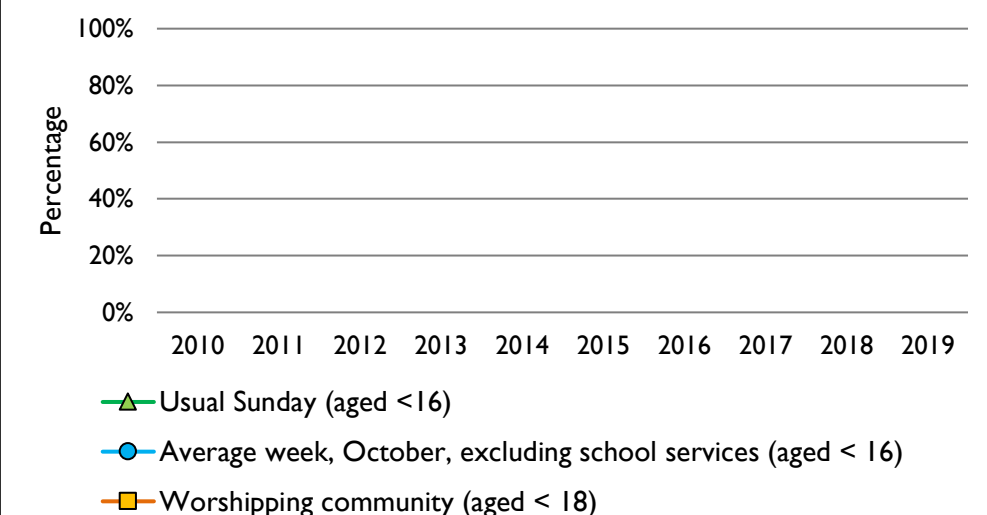 100%
80%
60%
40%
20%
0%
Percentage
2010 2011 2012 2013 2014 2015 2016 2017 2018 2019
Usual Sunday (aged <16)
Average week, October, excluding school services (aged < 16)
Worshipping community (aged < 18)